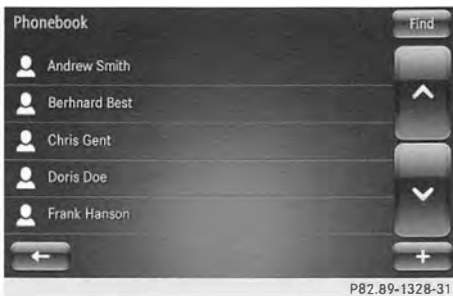 Phonebook
Find
Andrew Smith
Berhnard Best
Chris Gent
Doris Doe
Frank Hanson
P82.89-1328-31